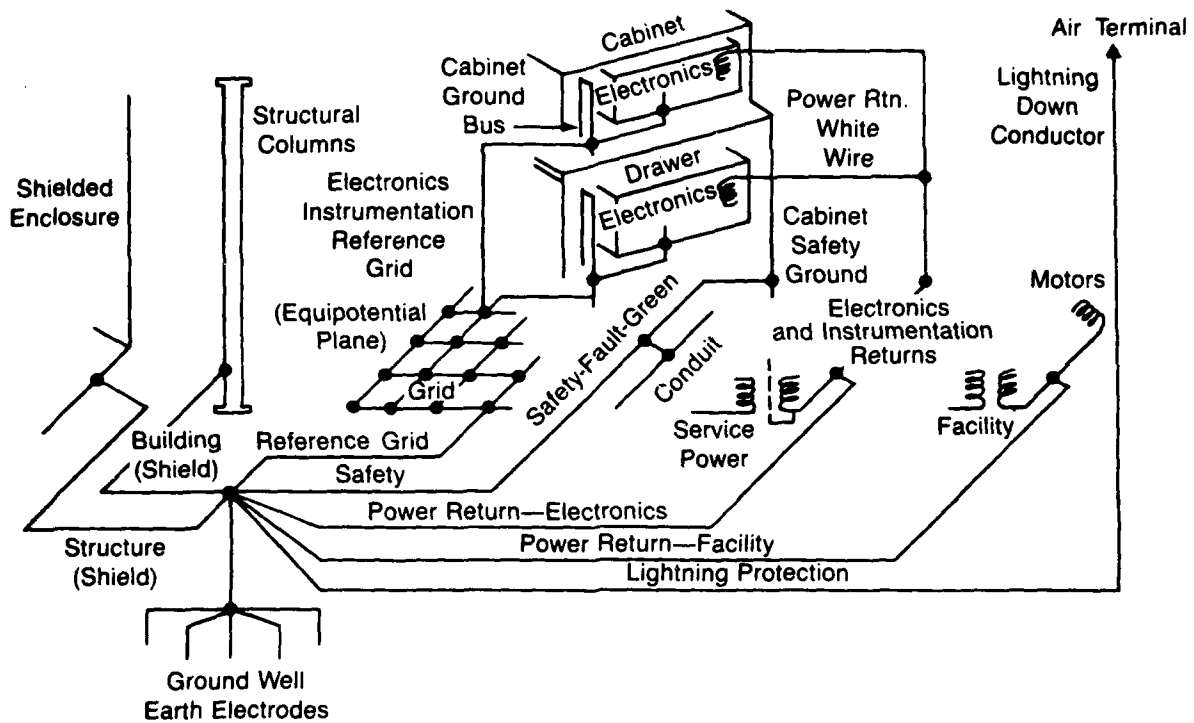 Air Terminal
Cabinet
Cabinet
Ground
Bus
Electronics
Structural
Columns
Power Rtn.
White
Wire
Lightning
Down
Conductor
Shielded
Enclosure
Electronics
Instrumentation
Reference
Grid
Drawer
Electronics
Cabinet
Safety
Ground
Motors
(Equipotential
Plane)
Grid
Safety-Fault-Green
Conduit
Electronics
and Instrumentation
Returns
Service
Power
Facility
Building
(Shield)
Reference Grid
Safety
Power Return—Electronics
Power Return—Facility
Lightning Protection
Structure
(Shield)
Ground Well
Earth Electrodes